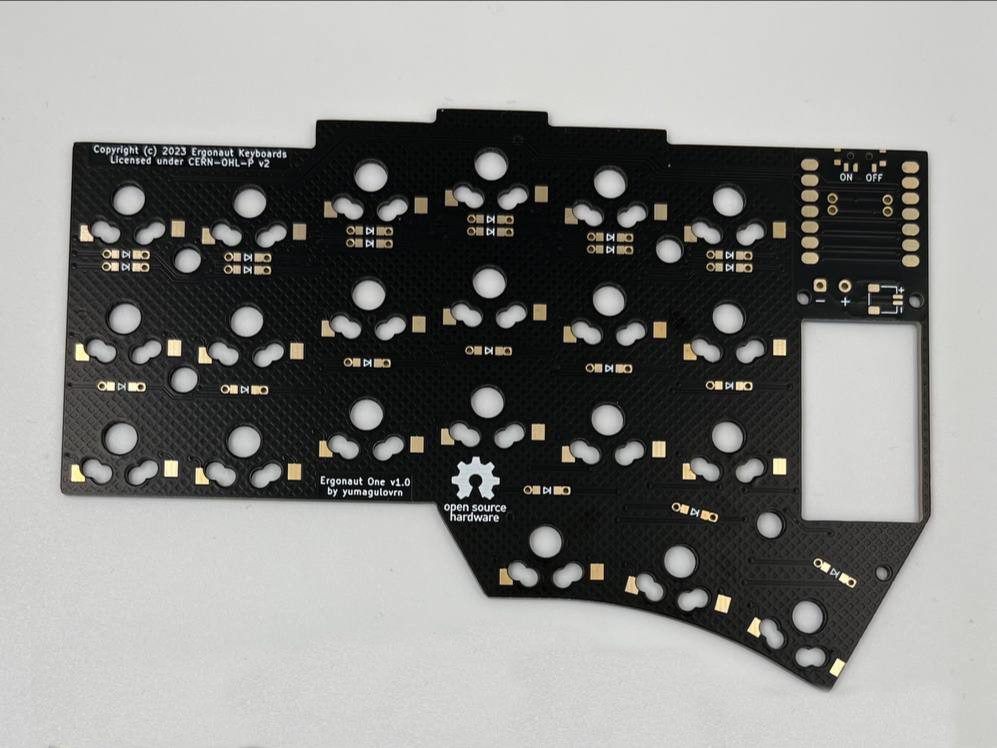 Copyright (c) 2023 Ergonaut Keyboards
Licensed under CERN-OHL-P v2
ON OFF
- +
+
-
Ergonaut One v1.0
by yumagulovrn
open source
hardware